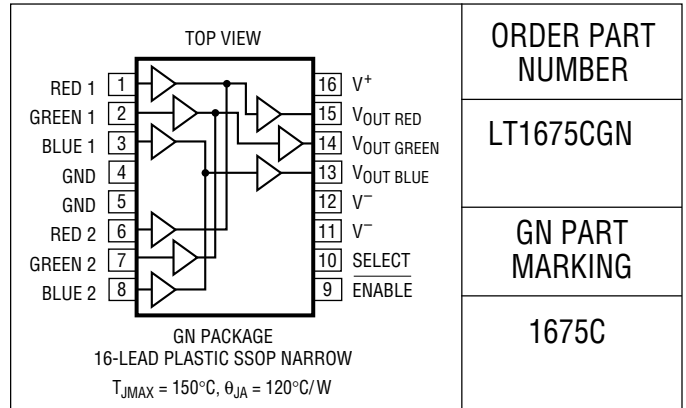 TOP VIEW
RED 1 1
GREEN 1 2
BLUE 1 3
GND 4
GND 5
RED 2 6
GREEN 2 7
BLUE 2 8
16 V+
15 VOUT RED
14 VOUT GREEN
13 VOUT BLUE
12 V–
11 V–
10 SELECT
9 ENABLE
GN PACKAGE
16-LEAD PLASTIC SSOP NARROW
TJMAX = 150°C, θJA = 120°C/W
ORDER PART
NUMBER
LT1675CGN
GN PART
MARKING
1675C